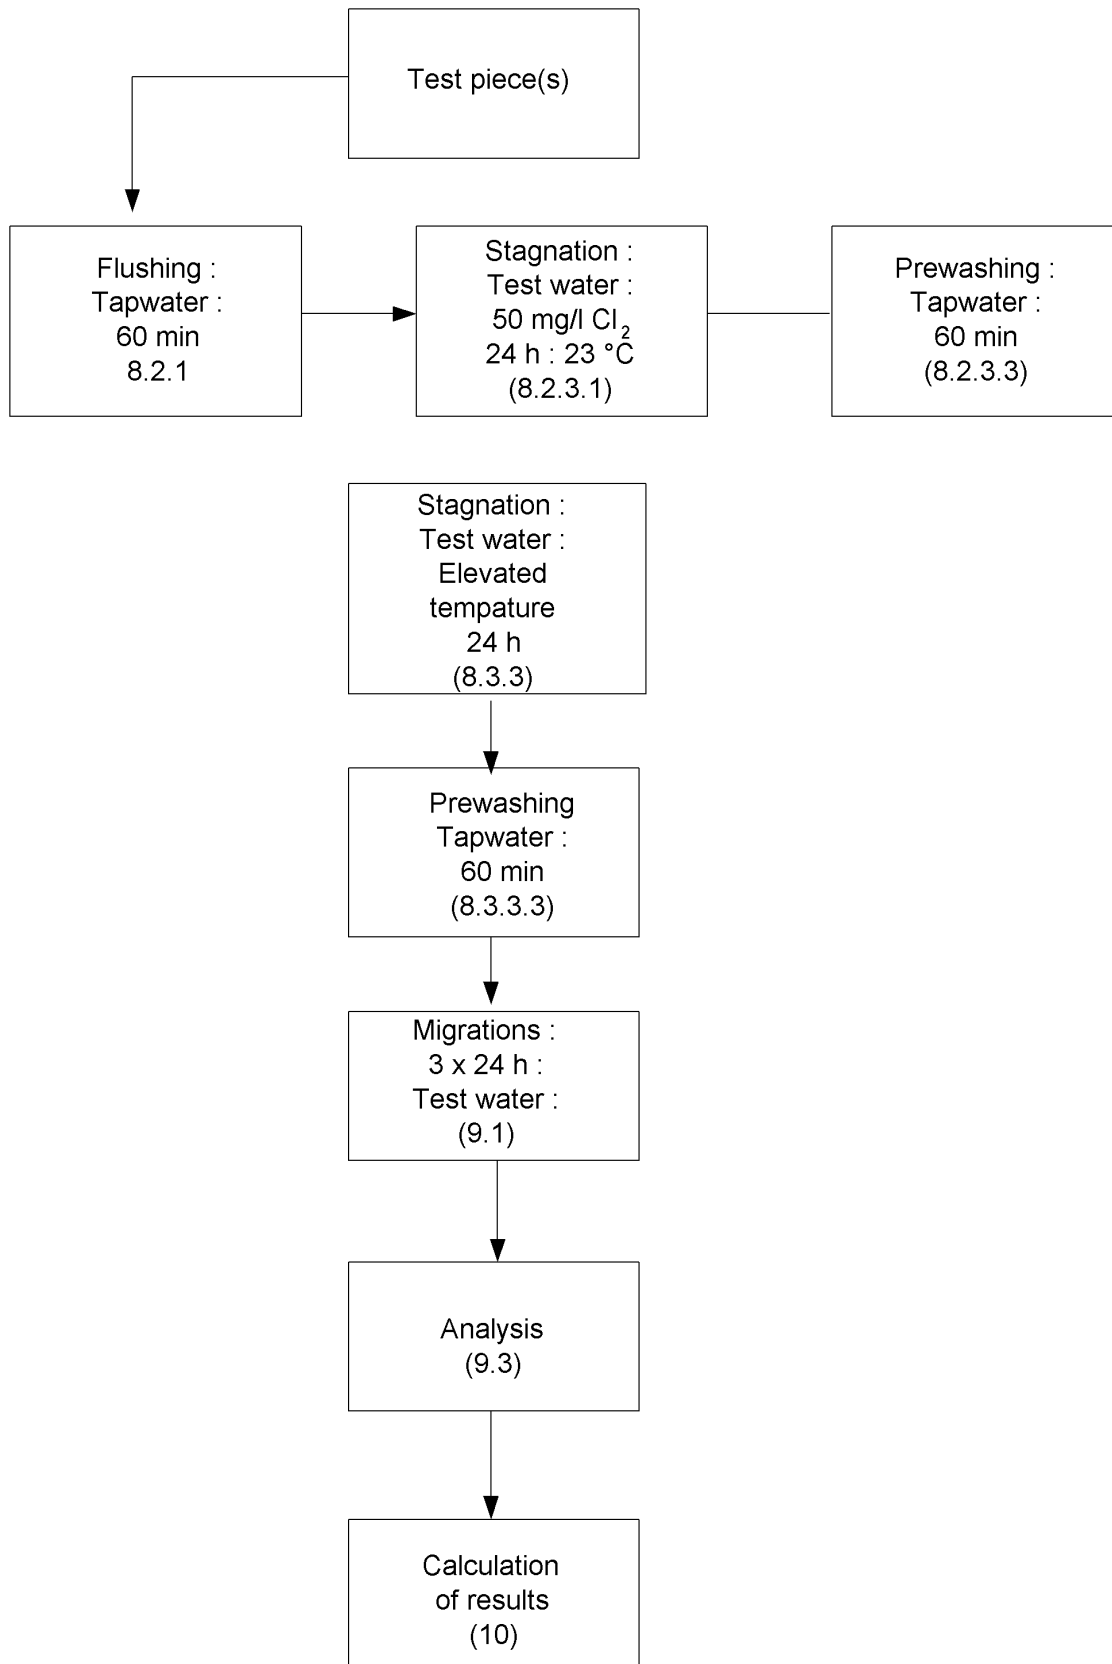 Test piece(s)
Flushing :
Tapwater :
60 min
8.2.1
Stagnation :
Test water :
50 mg/l Cl₂
24 h : 23 °C
(8.2.3.1)
Prewashing :
Tapwater :
60 min
(8.2.3.3)
Stagnation :
Test water :
Elevated
tempature
24 h
(8.3.3)
Prewashing
Tapwater :
60 min
(8.3.3.3)
Migrations :
3 x 24 h :
Test water :
(9.1)
Analysis
(9.3)
Calculation
of results
(10)